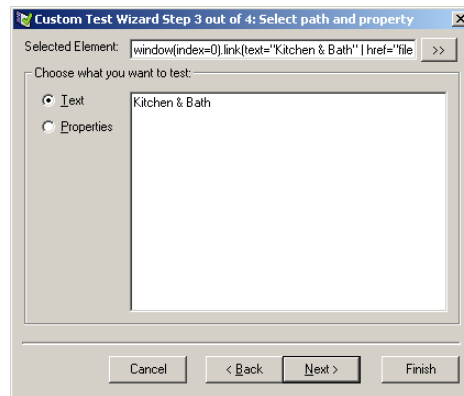 Custom Test Wizard Step 3 out of 4: Select path and property
Selected Element: window(index=0).link(text="Kitchen & Bath" | href="file >>
Choose what you want to test:
Text
Properties
Kitchen & Bath
Cancel < Back Next > Finish